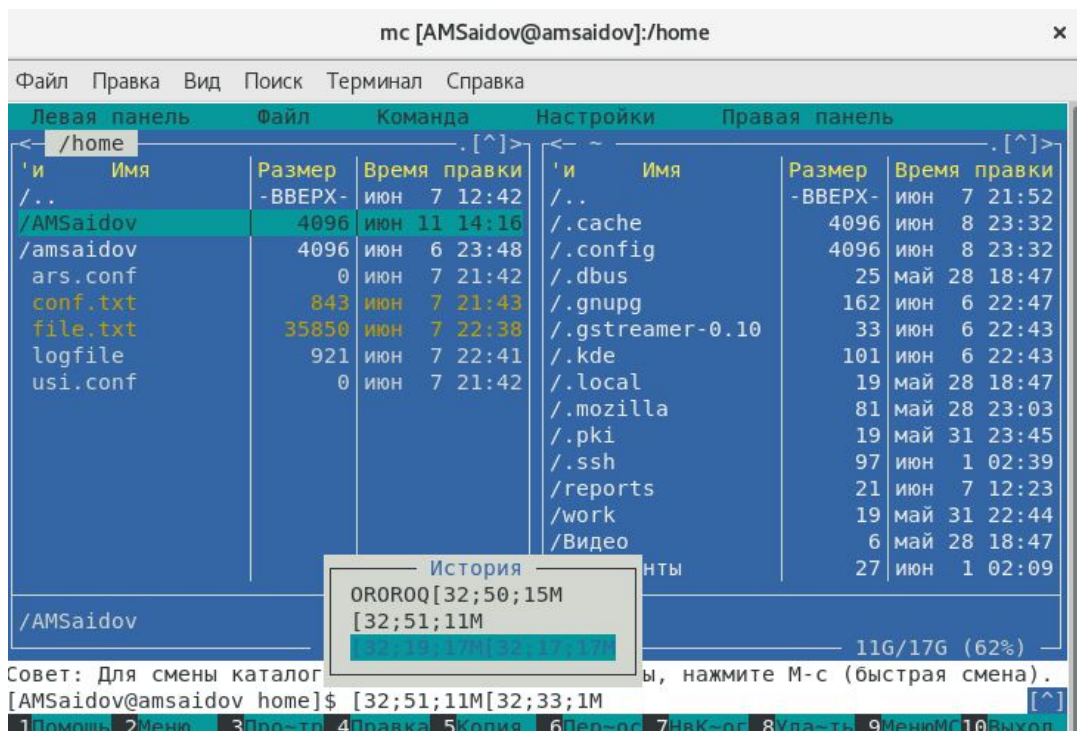 mc [AMSaidov@amsaidov]:/home ×
Файл Правка Вид Поиск Терминал Справка
Левая панель Файл Команда Настройки Правая панель
<— /home .[^]> <— ~ .[^]>
'и Имя Размер Время правки 'и Имя Размер Время правки
/.. -ВВЕРХ- июн 7 12:42 /.. -ВВЕРХ- июн 7 21:52
/AMSaidov 4096 июн 11 14:16 /.cache 4096 июн 8 23:32
/amsaidov 4096 июн 6 23:48 /.config 4096 июн 8 23:32
ars.conf 0 июн 7 21:42 /.dbus 25 май 28 18:47
conf.txt 843 июн 7 21:43 /.gnupg 162 июн 6 22:47
file.txt 35850 июн 7 22:38 /.gstreamer-0.10 33 июн 6 22:43
logfile 921 июн 7 22:41 /.kde 101 июн 6 22:43
usi.conf 0 июн 7 21:42 /.local 19 май 28 18:47
/.mozilla 81 май 28 23:03
/.pki 19 май 31 23:45
/.ssh 97 июн 1 02:39
/reports 21 июн 7 12:23
/work 19 май 31 22:44
/Видео 6 май 28 18:47
История нты 27 июн 1 02:09
OROROQ[32;50;15M
/AMSaidov [32;51;11M
[32;19;17M[32;17;17M 11G/17G (62%)
Совет: Для смены каталог ы, нажмите M-c (быстрая смена).
[AMSaidov@amsaidov home]$ [32;51;11M[32;33;1M [^]
1Помощь 2Меню 3Про~тр 4Правка 5Копия 6Пер~ос 7НвК~ог 8Уда~ть 9МенюMC 10Выход